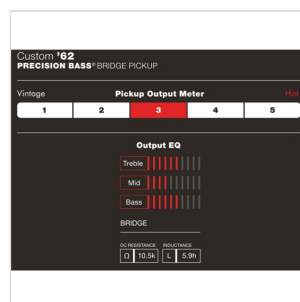 Custom '62
PRECISION BASS® BRIDGE PICKUP
Vintage Pickup Output Meter Hot
1 2 3 4 5
Output EQ
Treble
Mid
Bass
BRIDGE
DC RESISTANCE INDUCTANCE
Ω 10.5k L 5.9h